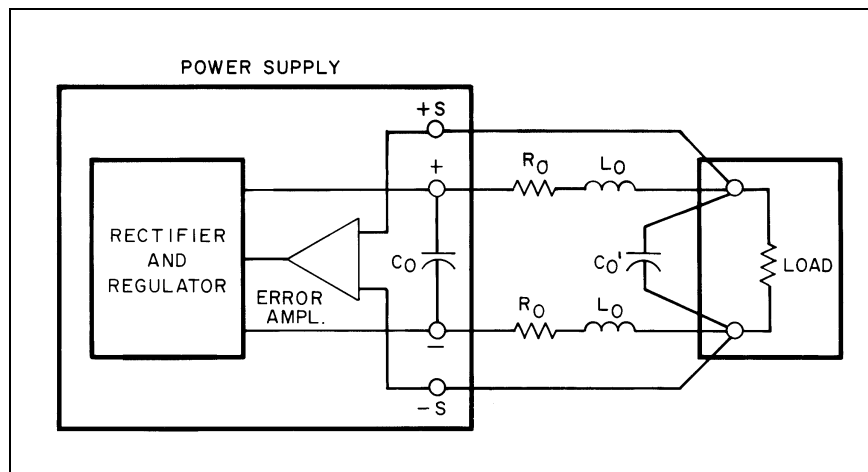 POWER SUPPLY
+S
+
RO
LO
RECTIFIER
AND
REGULATOR
ERROR
AMPL.
CO
CO'
LOAD
RO
LO
−
−S